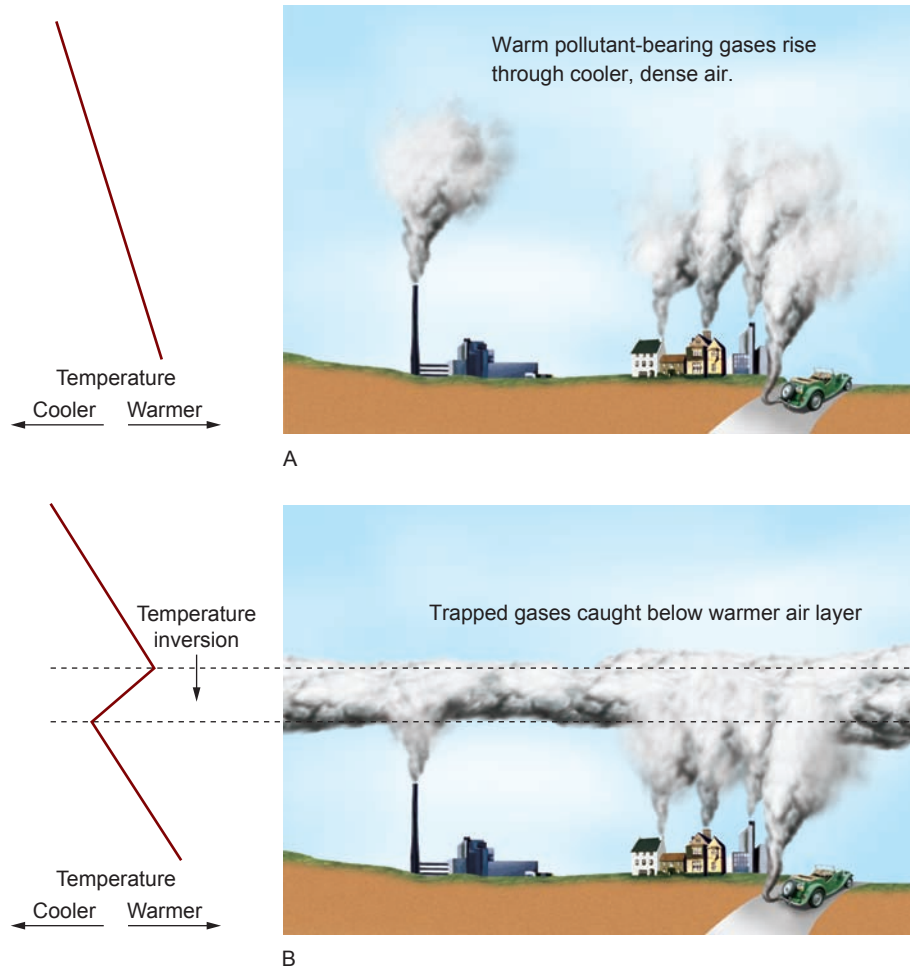 Warm pollutant-bearing gases rise
through cooler, dense air.
Temperature
Cooler Warmer
A
Temperature
inversion
Trapped gases caught below warmer air layer
Temperature
Cooler Warmer
B